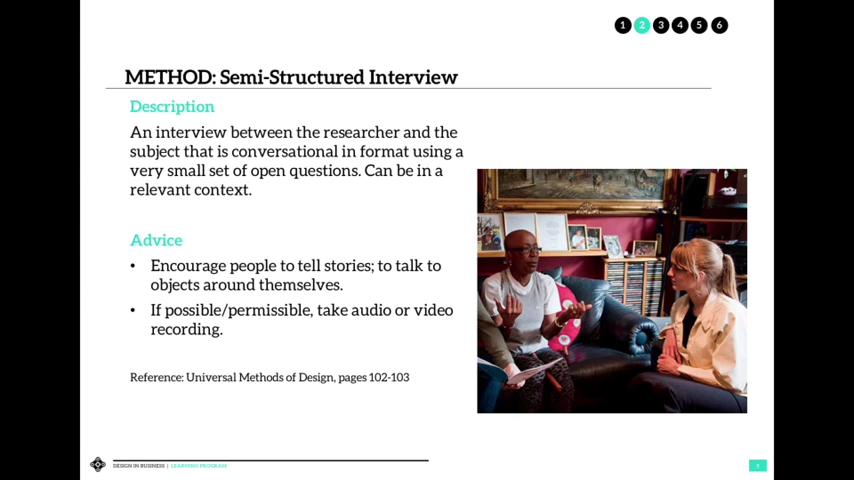 1 2 3 4 5 6
METHOD: Semi-Structured Interview
Description
An interview between the researcher and the
subject that is conversational in format using a
very small set of open questions. Can be in a
relevant context.
Advice
• Encourage people to tell stories; to talk to
objects around themselves.
• If possible/permissible, take audio or video
recording.
Reference: Universal Methods of Design, pages 102-103
DESIGN IN BUSINESS | LEARNING PROGRAM